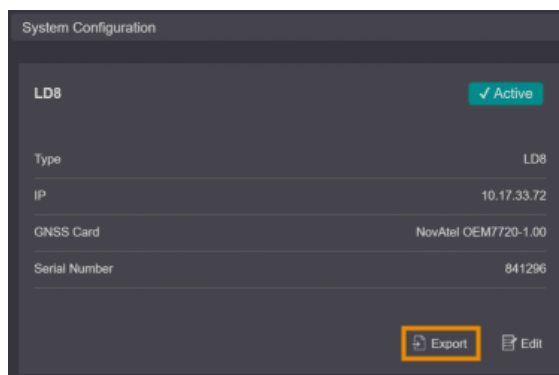 System Configuration
LD8 ✓ Active
Type LD8
IP 10.17.33.72
GNSS Card NovAtel OEM7720-1.00
Serial Number 841296
Export Edit